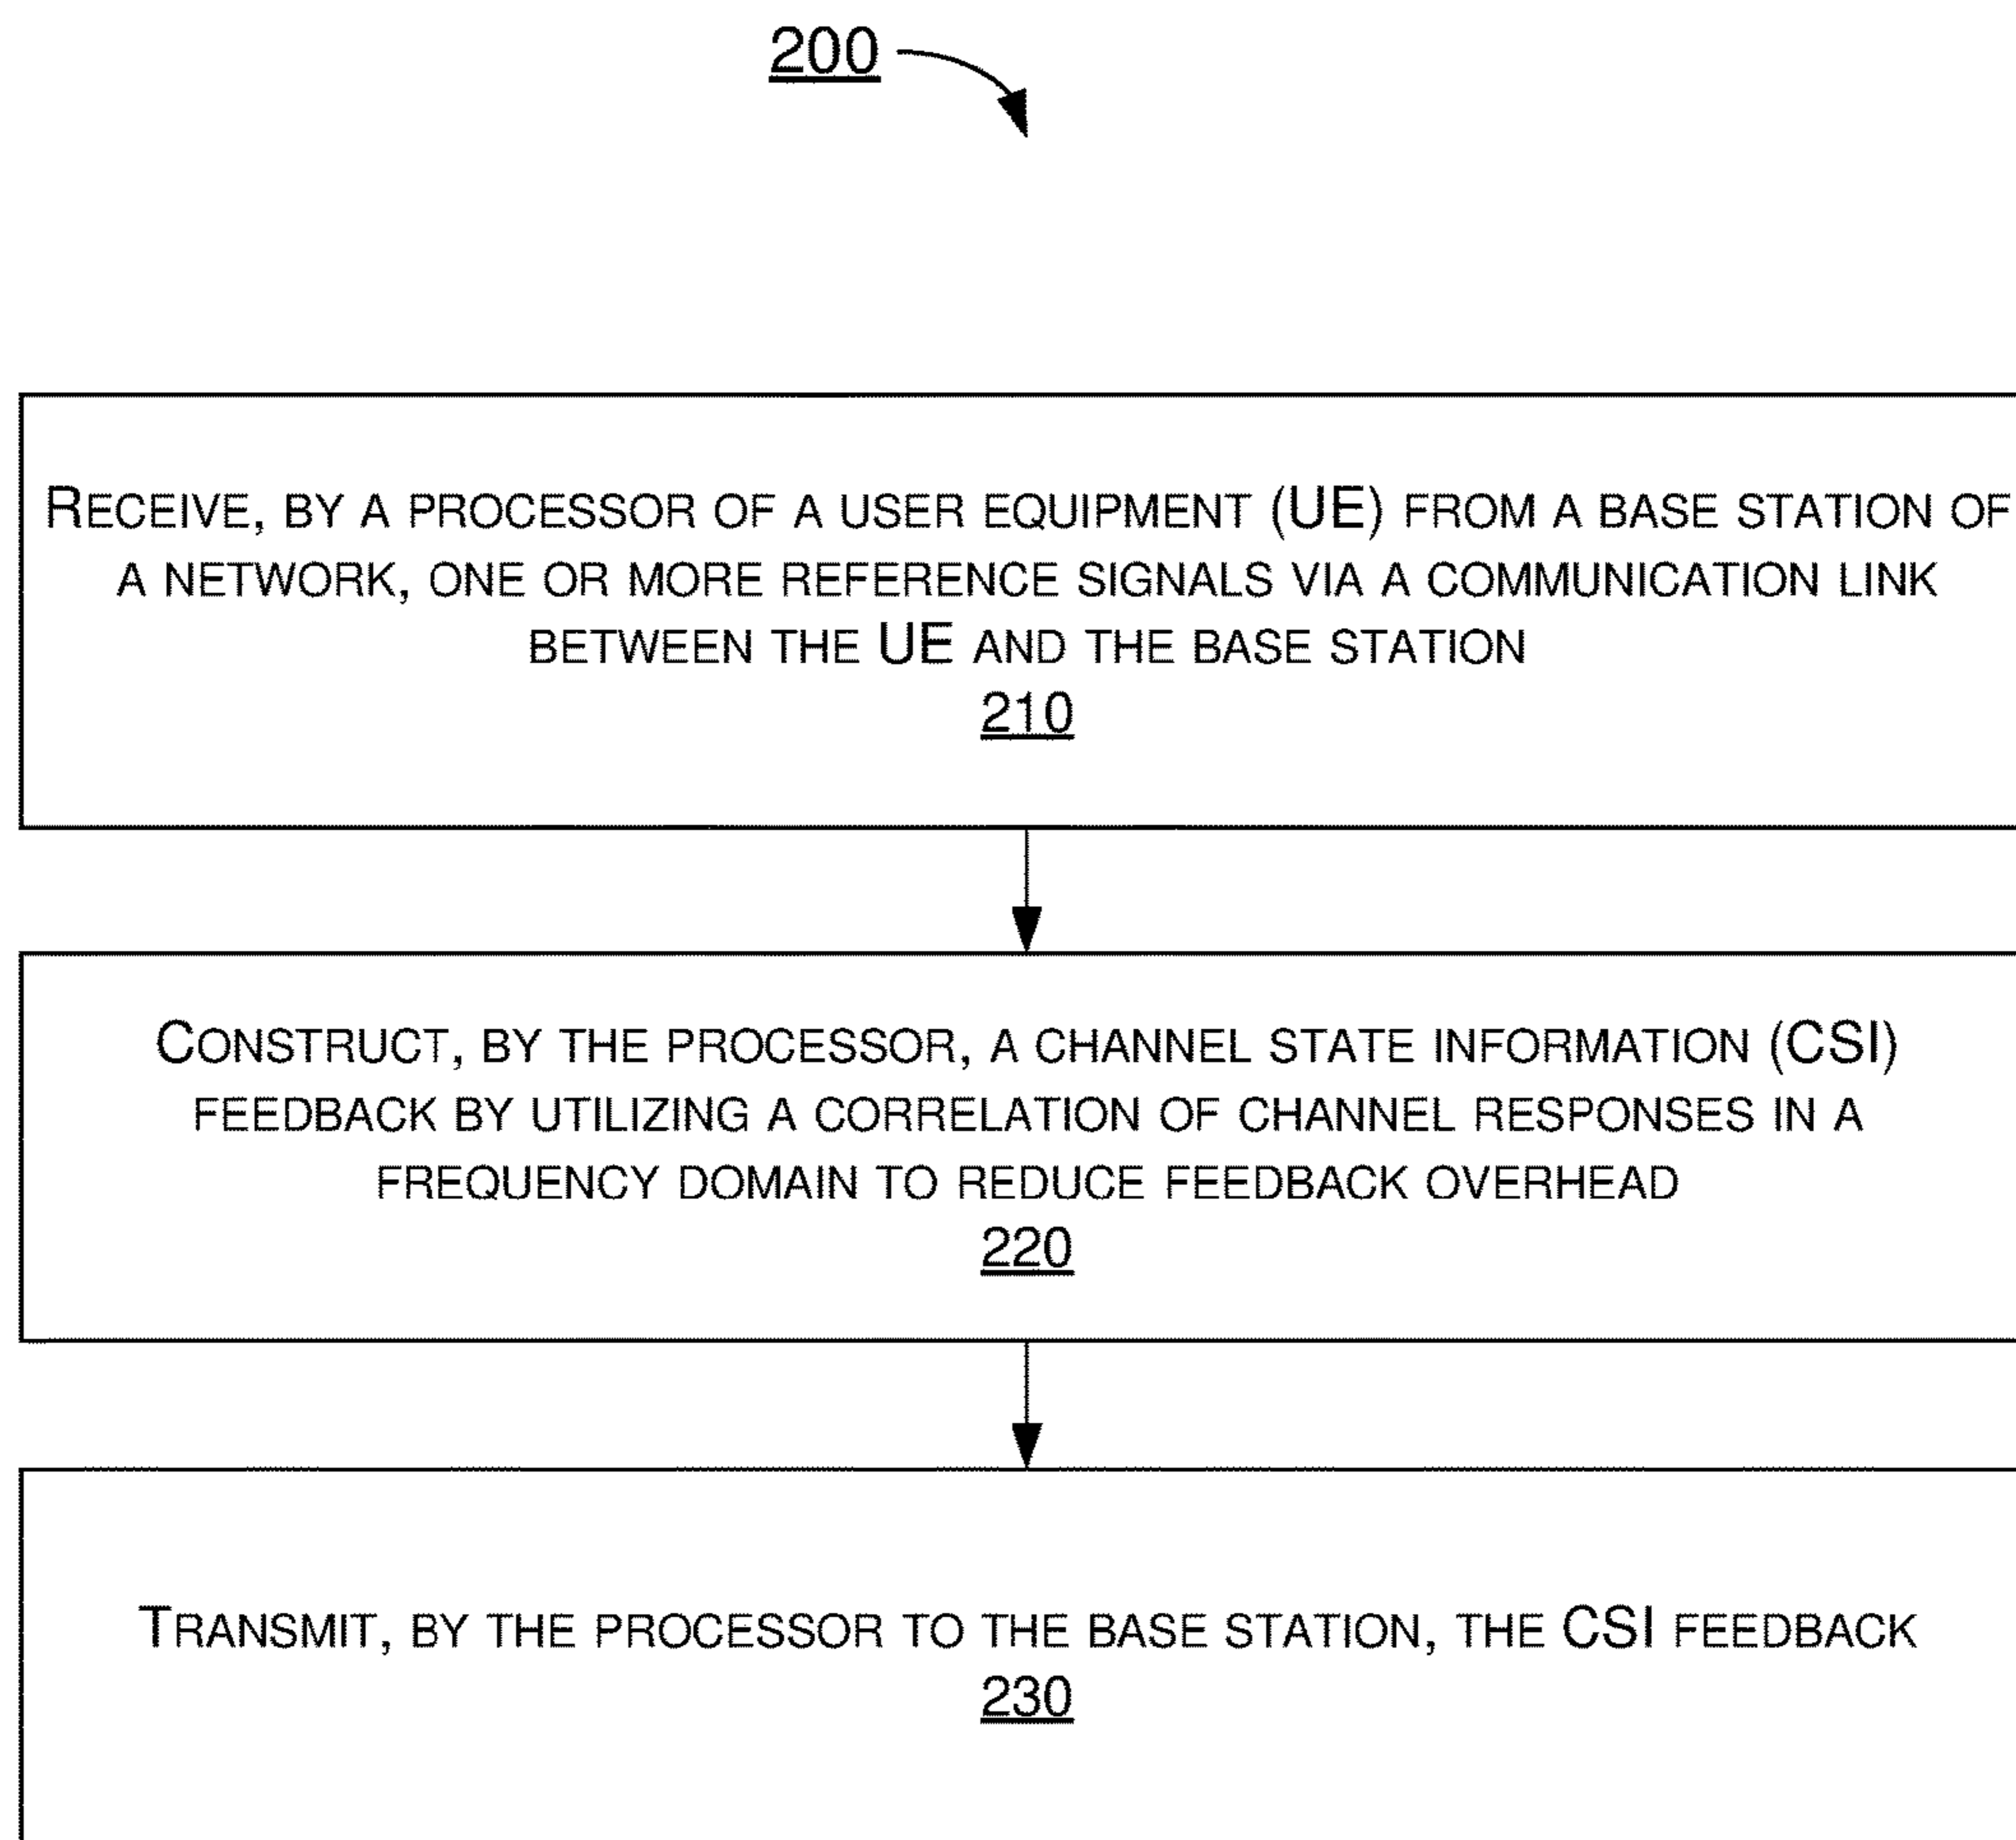 200
RECEIVE, BY A PROCESSOR OF A USER EQUIPMENT (UE) FROM A BASE STATION OF
A NETWORK, ONE OR MORE REFERENCE SIGNALS VIA A COMMUNICATION LINK
BETWEEN THE UE AND THE BASE STATION
210
CONSTRUCT, BY THE PROCESSOR, A CHANNEL STATE INFORMATION (CSI)
FEEDBACK BY UTILIZING A CORRELATION OF CHANNEL RESPONSES IN A
FREQUENCY DOMAIN TO REDUCE FEEDBACK OVERHEAD
220
TRANSMIT, BY THE PROCESSOR TO THE BASE STATION, THE CSI FEEDBACK
230